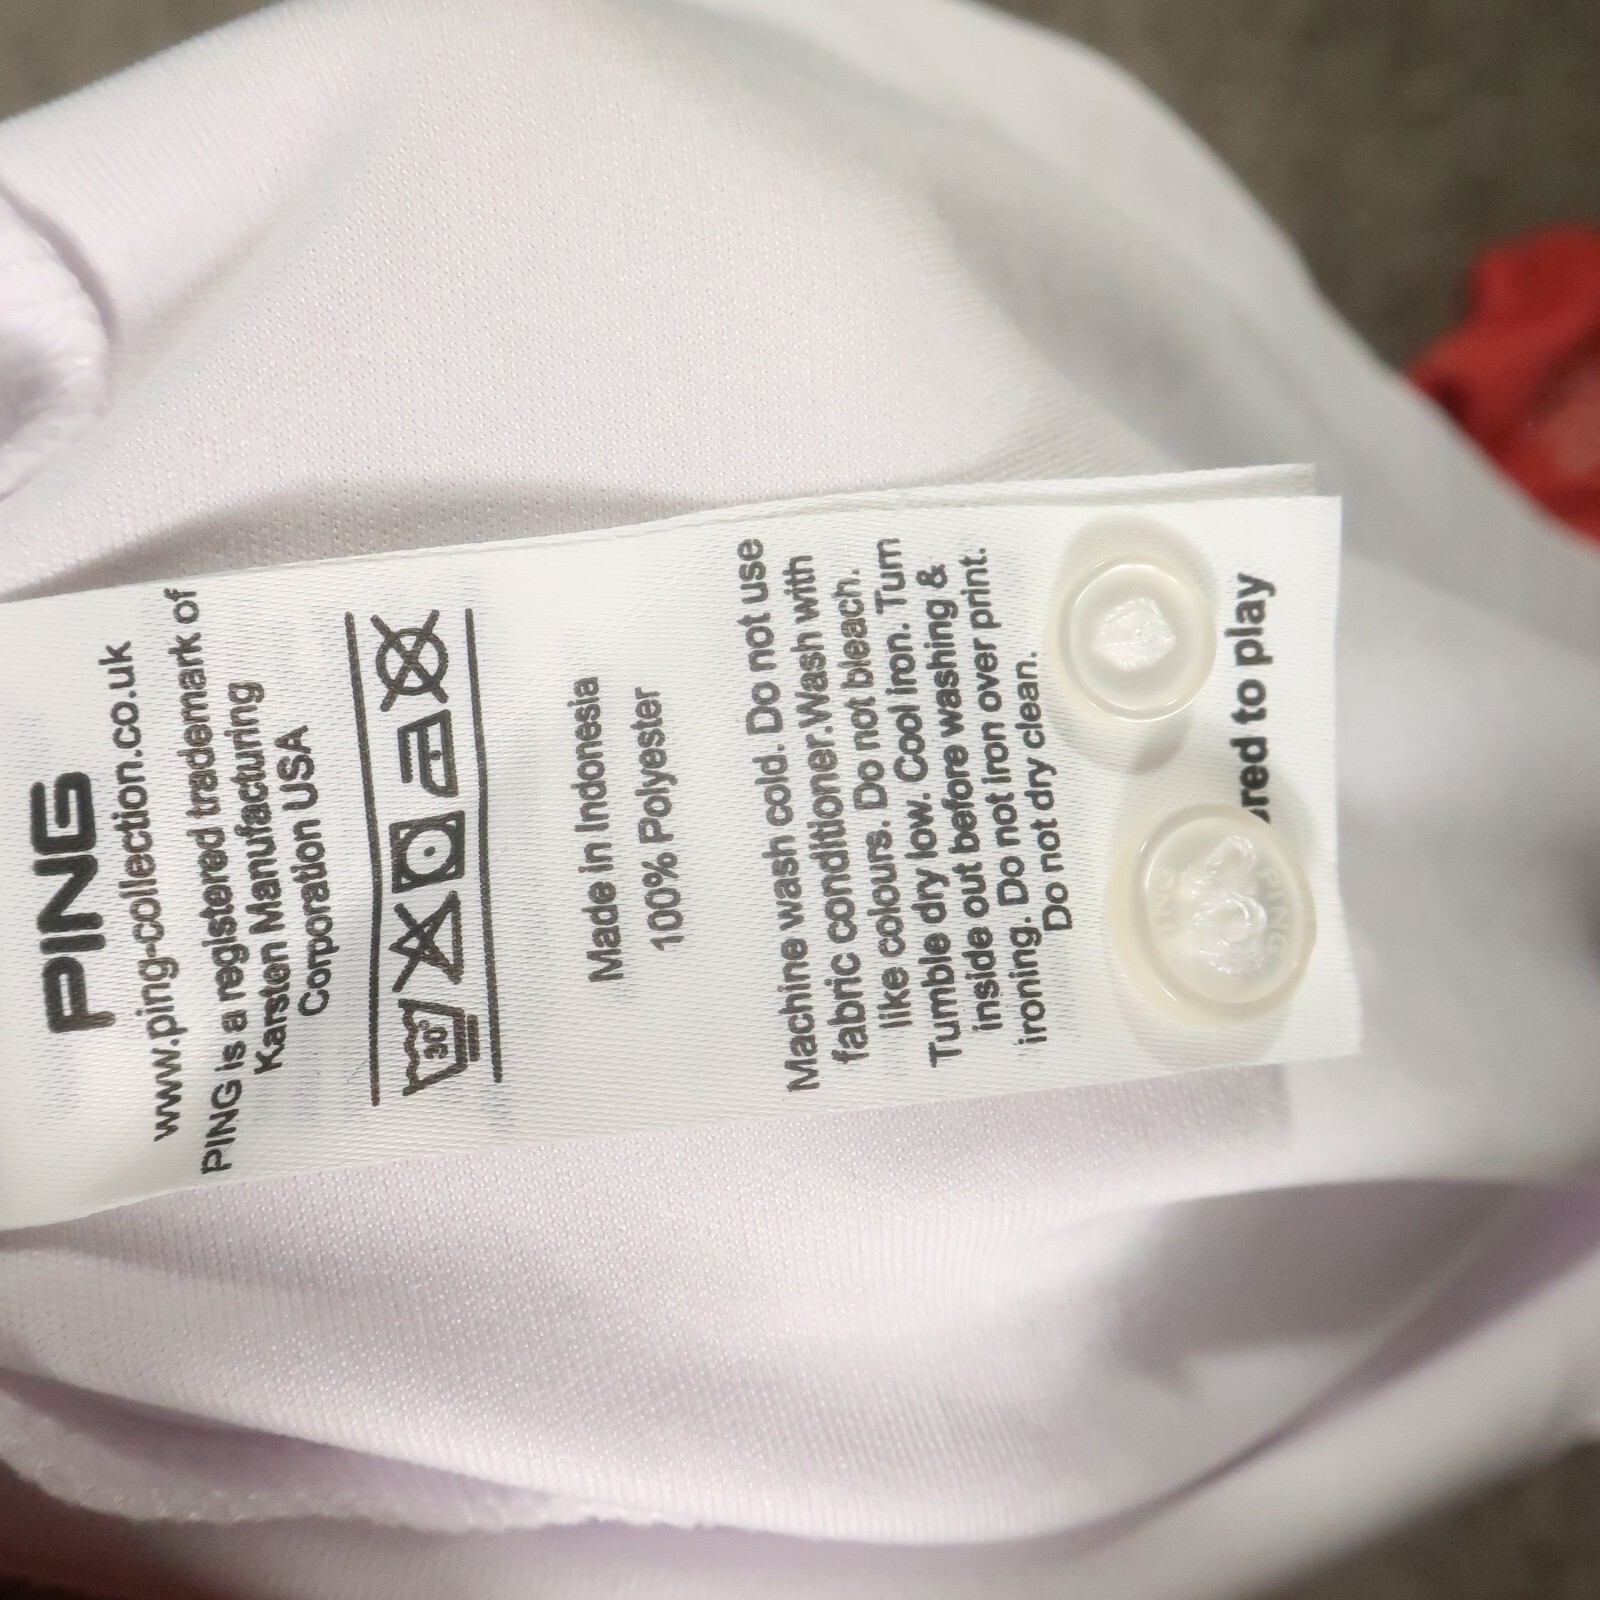 PING
www.ping-collection.co.uk
PING is a registered trademark of
Karsten Manufacturing
Corporation USA
30°
Made in Indonesia
100% Polyester
Machine wash cold. Do not use
fabric conditioner.Wash with
like colours. Do not bleach.
Tumble dry low. Cool iron. Turn
inside out before washing &
ironing. Do not iron over print.
Do not dry clean.
to play
PING